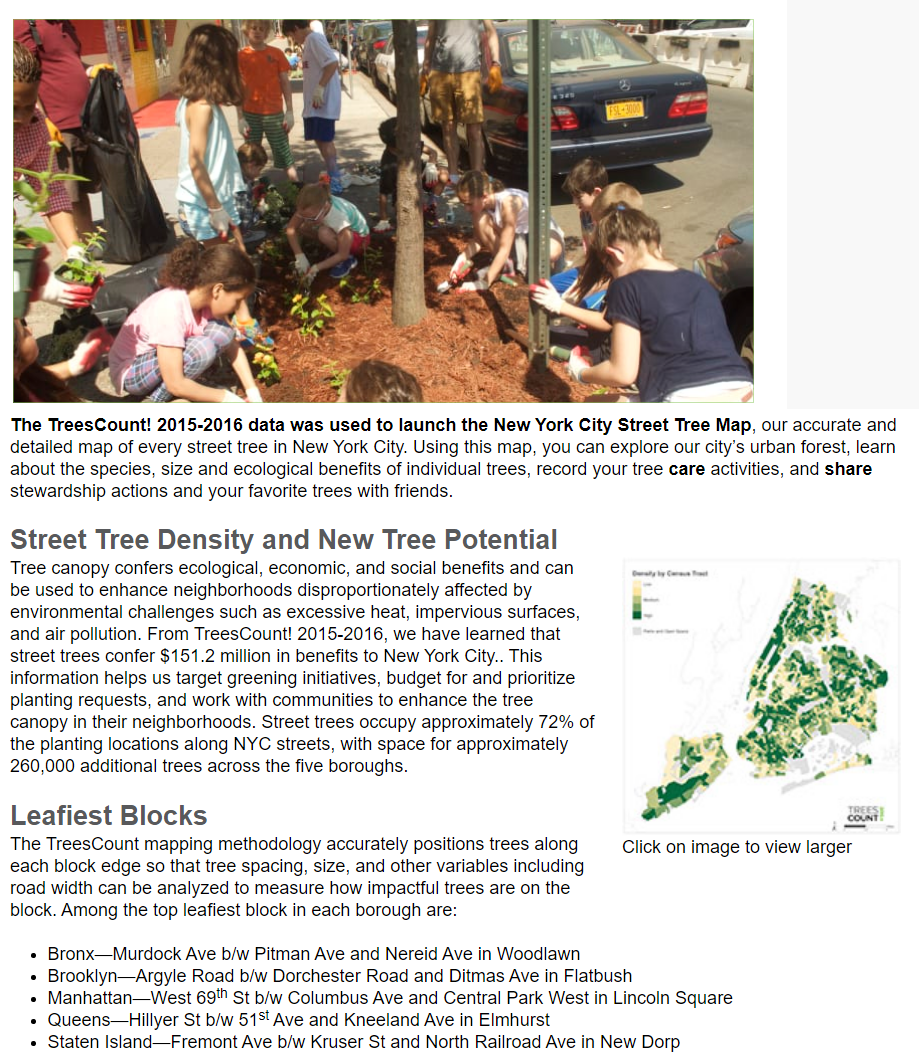 FSL-3000
The TreesCount! 2015-2016 data was used to launch the New York City Street Tree Map, our accurate and
detailed map of every street tree in New York City. Using this map, you can explore our city's urban forest, learn
about the species, size and ecological benefits of individual trees, record your tree care activities, and share
stewardship actions and your favorite trees with friends.
Street Tree Density and New Tree Potential
Tree canopy confers ecological, economic, and social benefits and can
be used to enhance neighborhoods disproportionately affected by
environmental challenges such as excessive heat, impervious surfaces,
and air pollution. From TreesCount! 2015-2016, we have learned that
street trees confer $151.2 million in benefits to New York City.. This
information helps us target greening initiatives, budget for and prioritize
planting requests, and work with communities to enhance the tree
canopy in their neighborhoods. Street trees occupy approximately 72% of
the planting locations along NYC streets, with space for approximately
260,000 additional trees across the five boroughs.
Density by Census Tract
Low
Medium
High
Parks and Open Space
TREES
COUNT!
Click on image to view larger
Leafiest Blocks
The TreesCount mapping methodology accurately positions trees along
each block edge so that tree spacing, size, and other variables including
road width can be analyzed to measure how impactful trees are on the
block. Among the top leafiest block in each borough are:
• Bronx—Murdock Ave b/w Pitman Ave and Nereid Ave in Woodlawn
• Brooklyn—Argyle Road b/w Dorchester Road and Ditmas Ave in Flatbush
• Manhattan—West 69th St b/w Columbus Ave and Central Park West in Lincoln Square
• Queens—Hillyer St b/w 51st Ave and Kneeland Ave in Elmhurst
• Staten Island—Fremont Ave b/w Kruser St and North Railroad Ave in New Dorp